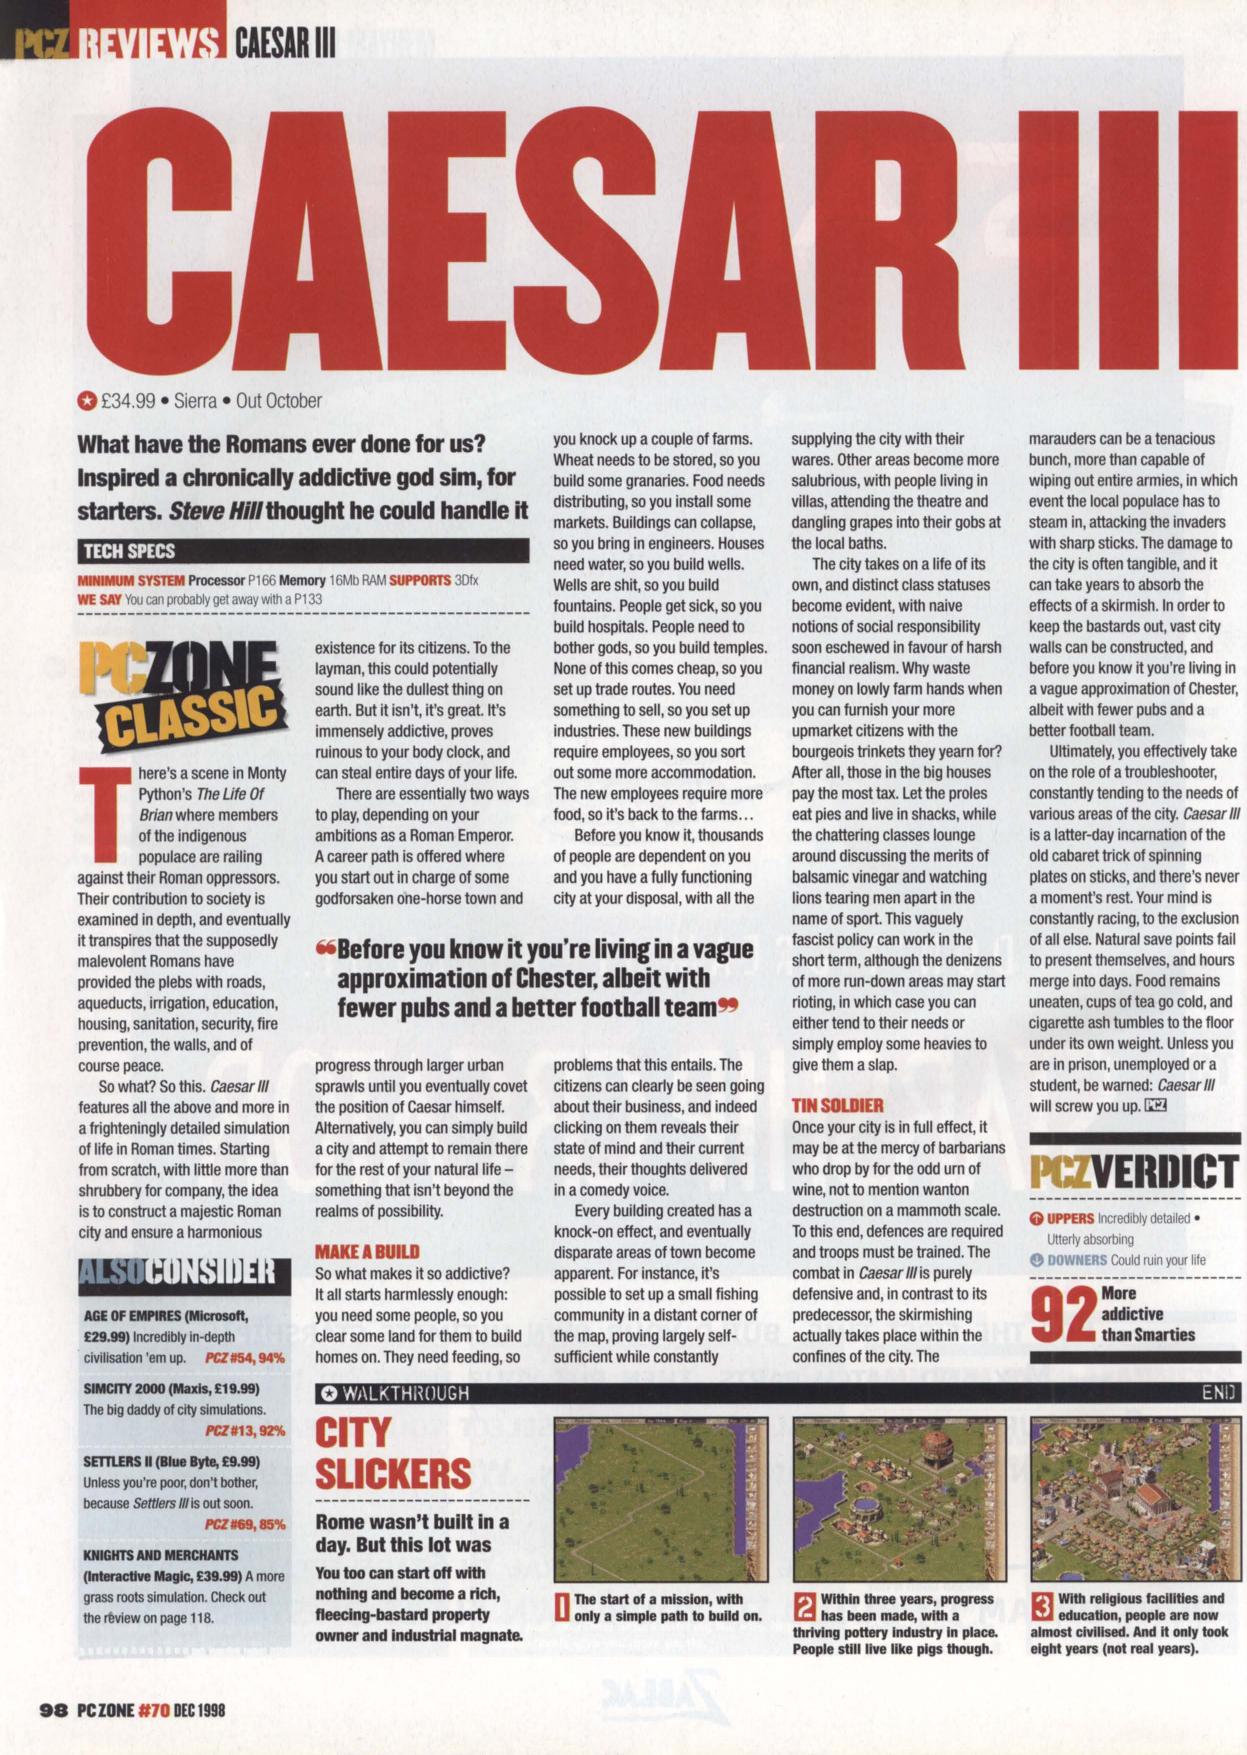 PCZ REVIEWS CAESAR III
CAESAR III
£34.99 • Sierra • Out October
What have the Romans ever done for us?
Inspired a chronically addictive god sim, for
starters. Steve Hill thought he could handle it
TECH SPECS
MINIMUM SYSTEM Processor P166 Memory 16Mb RAM SUPPORTS 3Dfx
WE SAY You can probably get away with a P133
PCZONE
CLASSIC
There's a scene in Monty
Python's The Life Of
Brian where members
of the indigenous
populace are railing
against their Roman oppressors.
Their contribution to society is
examined in depth, and eventually
it transpires that the supposedly
malevolent Romans have
provided the plebs with roads,
aqueducts, irrigation, education,
housing, sanitation, security, fire
prevention, the walls, and of
course peace.
So what? So this. Caesar III
features all the above and more in
a frighteningly detailed simulation
of life in Roman times. Starting
from scratch, with little more than
shrubbery for company, the idea
is to construct a majestic Roman
city and ensure a harmonious
existence for its citizens. To the
layman, this could potentially
sound like the dullest thing on
earth. But it isn't, it's great. It's
immensely addictive, proves
ruinous to your body clock, and
can steal entire days of your life.
There are essentially two ways
to play, depending on your
ambitions as a Roman Emperor.
A career path is offered where
you start out in charge of some
godforsaken one-horse town and
progress through larger urban
sprawls until you eventually covet
the position of Caesar himself.
Alternatively, you can simply build
a city and attempt to remain there
for the rest of your natural life –
something that isn't beyond the
realms of possibility.
MAKE A BUILD
So what makes it so addictive?
It all starts harmlessly enough:
you need some people, so you
clear some land for them to build
homes on. They need feeding, so
you knock up a couple of farms.
Wheat needs to be stored, so you
build some granaries. Food needs
distributing, so you install some
markets. Buildings can collapse,
so you bring in engineers. Houses
need water, so you build wells.
Wells are shit, so you build
fountains. People get sick, so you
build hospitals. People need to
bother gods, so you build temples.
None of this comes cheap, so you
set up trade routes. You need
something to sell, so you set up
industries. These new buildings
require employees, so you sort
out some more accommodation.
The new employees require more
food, so it's back to the farms…
Before you know it, thousands
of people are dependent on you
and you have a fully functioning
city at your disposal, with all the
“Before you know it you're living in a vague
approximation of Chester, albeit with
fewer pubs and a better football team”
problems that this entails. The
citizens can clearly be seen going
about their business, and indeed
clicking on them reveals their
state of mind and their current
needs, their thoughts delivered
in a comedy voice.
Every building created has a
knock-on effect, and eventually
disparate areas of town become
apparent. For instance, it's
possible to set up a small fishing
community in a distant corner of
the map, proving largely self-
sufficient while constantly
supplying the city with their
wares. Other areas become more
salubrious, with people living in
villas, attending the theatre and
dangling grapes into their gobs at
the local baths.
The city takes on a life of its
own, and distinct class statuses
become evident, with naive
notions of social responsibility
soon eschewed in favour of harsh
financial realism. Why waste
money on lowly farm hands when
you can furnish your more
upmarket citizens with the
bourgeois trinkets they yearn for?
After all, those in the big houses
pay the most tax. Let the proles
eat pies and live in shacks, while
the chattering classes lounge
around discussing the merits of
balsamic vinegar and watching
lions tearing men apart in the
name of sport. This vaguely
fascist policy can work in the
short term, although the denizens
of more run-down areas may start
rioting, in which case you can
either tend to their needs or
simply employ some heavies to
give them a slap.
TIN SOLDIER
Once your city is in full effect, it
may be at the mercy of barbarians
who drop by for the odd urn of
wine, not to mention wanton
destruction on a mammoth scale.
To this end, defences are required
and troops must be trained. The
combat in Caesar III is purely
defensive and, in contrast to its
predecessor, the skirmishing
actually takes place within the
confines of the city. The
marauders can be a tenacious
bunch, more than capable of
wiping out entire armies, in which
event the local populace has to
steam in, attacking the invaders
with sharp sticks. The damage to
the city is often tangible, and it
can take years to absorb the
effects of a skirmish. In order to
keep the bastards out, vast city
walls can be constructed, and
before you know it you're living in
a vague approximation of Chester,
albeit with fewer pubs and a
better football team.
Ultimately, you effectively take
on the role of a troubleshooter,
constantly tending to the needs of
various areas of the city. Caesar III
is a latter-day incarnation of the
old cabaret trick of spinning
plates on sticks, and there's never
a moment's rest. Your mind is
constantly racing, to the exclusion
of all else. Natural save points fail
to present themselves, and hours
merge into days. Food remains
uneaten, cups of tea go cold, and
cigarette ash tumbles to the floor
under its own weight. Unless you
are in prison, unemployed or a
student, be warned: Caesar III
will screw you up. PCZ
PCZVERDICT
UPPERS Incredibly detailed •
Utterly absorbing
DOWNERS Could ruin your life
92 More
addictive
than Smarties
ALSOCONSIDER
AGE OF EMPIRES (Microsoft,
£29.99) Incredibly in-depth
civilisation 'em up. PCZ #54, 94%
SIMCITY 2000 (Maxis, £19.99)
The big daddy of city simulations.
PCZ #13, 92%
SETTLERS II (Blue Byte, £9.99)
Unless you're poor, don't bother,
because Settlers III is out soon.
PCZ #69, 85%
KNIGHTS AND MERCHANTS
(Interactive Magic, £39.99) A more
grass roots simulation. Check out
the review on page 118.
WALKTHROUGH END
CITY
SLICKERS
Rome wasn't built in a
day. But this lot was
You too can start off with
nothing and become a rich,
fleecing-bastard property
owner and industrial magnate.
1 The start of a mission, with
only a simple path to build on.
2 Within three years, progress
has been made, with a
thriving pottery industry in place.
People still live like pigs though.
3 With religious facilities and
education, people are now
almost civilised. And it only took
eight years (not real years).
98 PC ZONE #70 DEC 1998